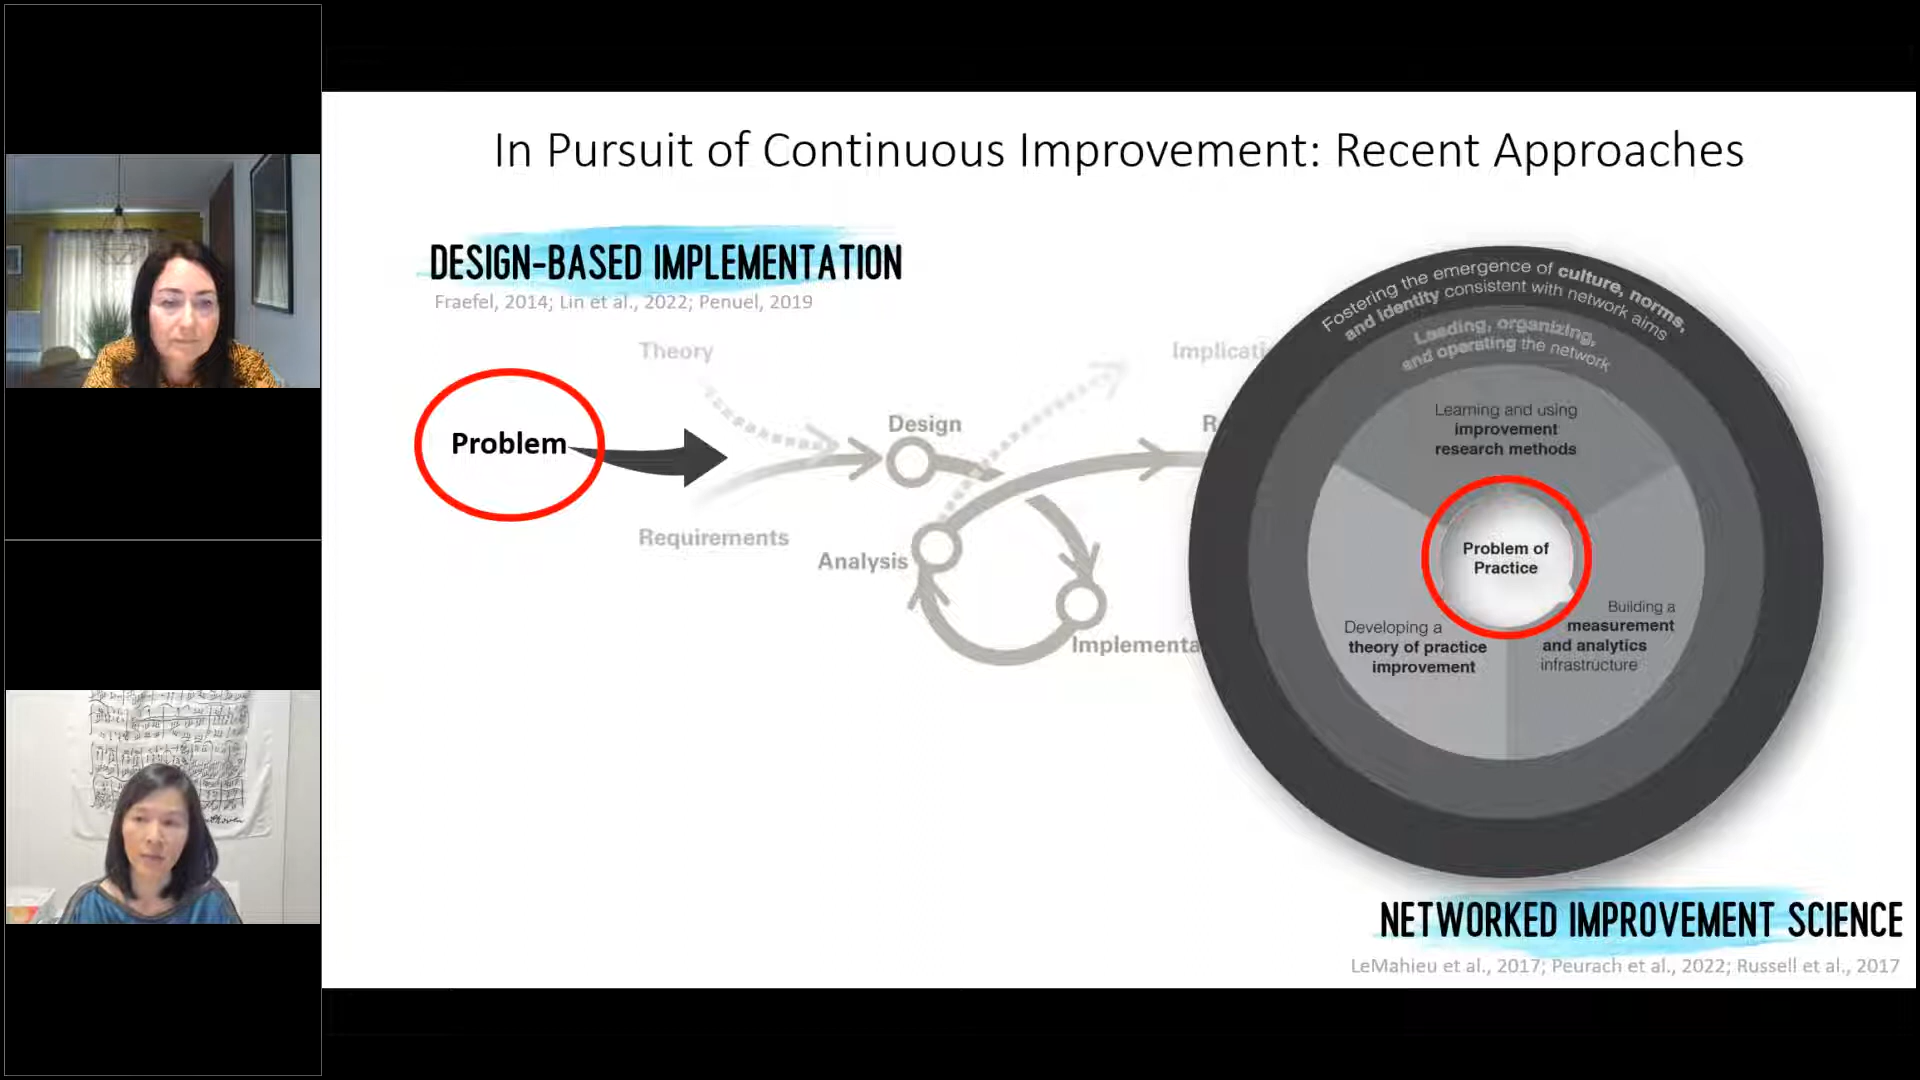 In Pursuit of Continuous Improvement: Recent Approaches
DESIGN-BASED IMPLEMENTATION
Fraefel, 2014; Lin et al., 2022; Penuel, 2019
Theory
Implicati
Problem
Design
R
Requirements
Analysis
Implementa
Fostering the emergence of culture, norms,
and identity consistent with network aims
Leading, organizing,
and operating the network
Learning and using
improvement
research methods
Problem of
Practice
Developing a
theory of practice
improvement
Building a
measurement
and analytics
infrastructure
NETWORKED IMPROVEMENT SCIENCE
LeMahieu et al., 2017; Peurach et al., 2022; Russell et al., 2017